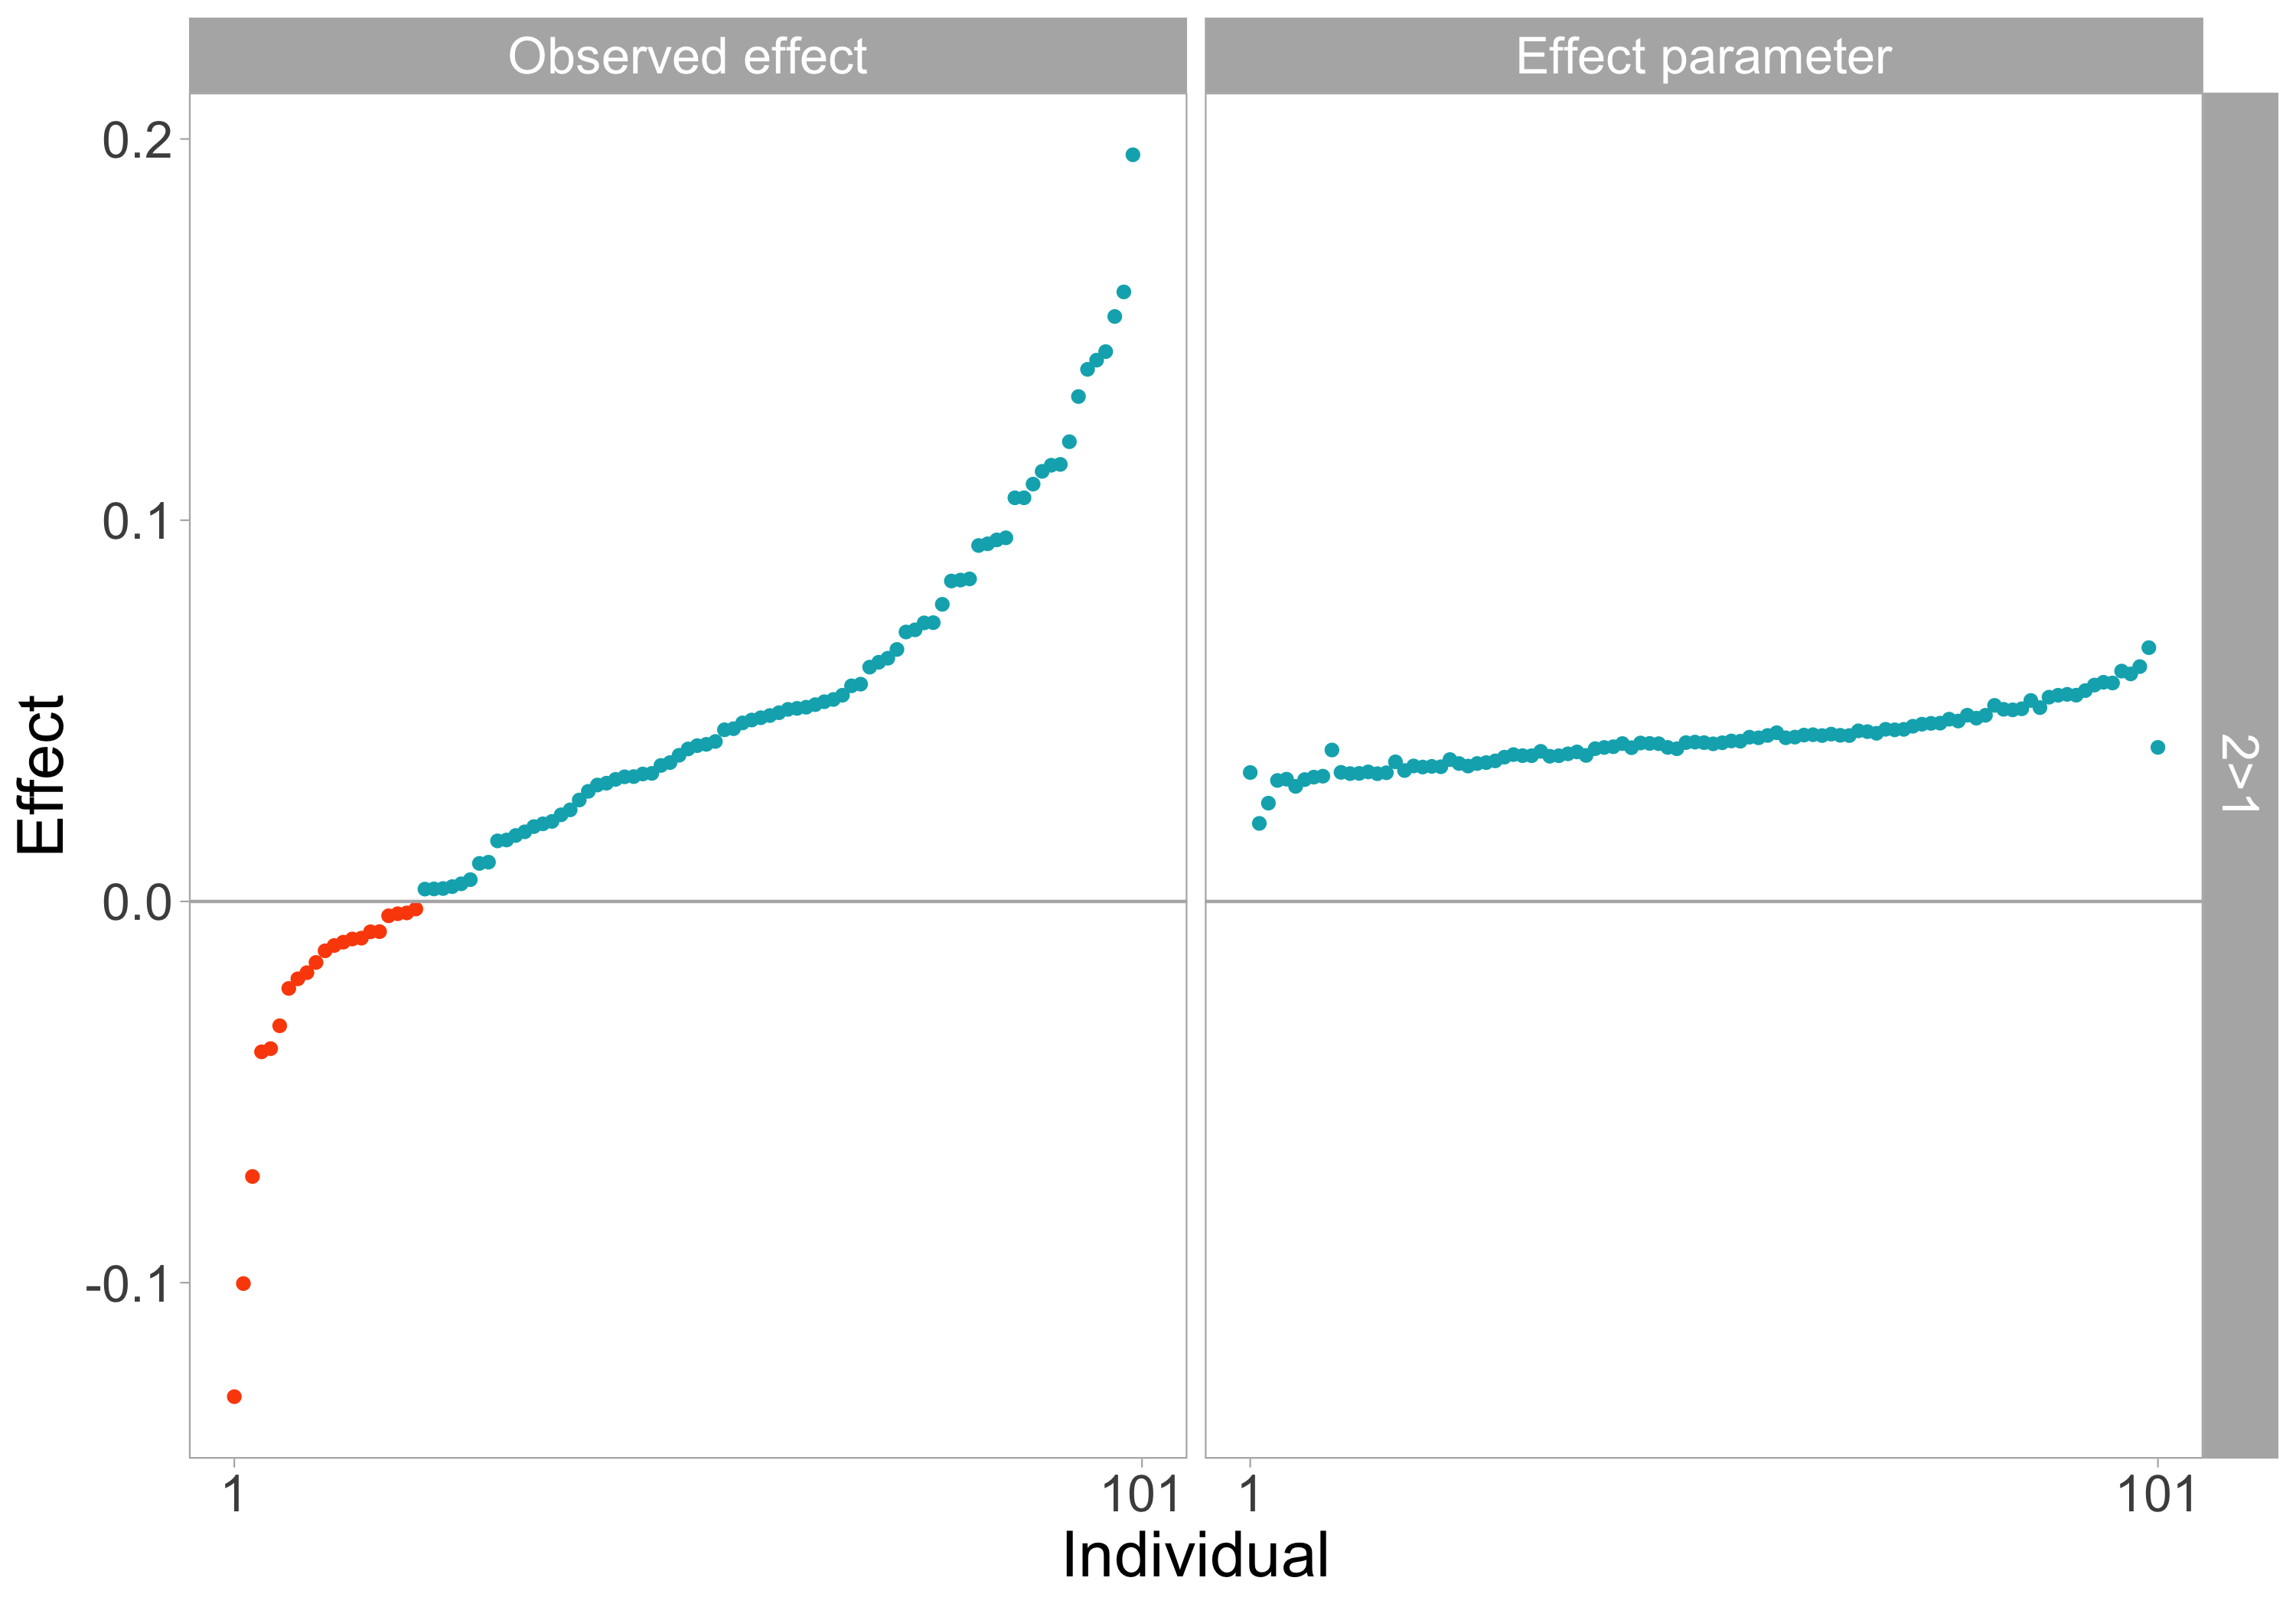 Observed effect
Effect parameter
0.2
0.1
0.0
-0.1
Effect
2>1
1
101
1
101
Individual